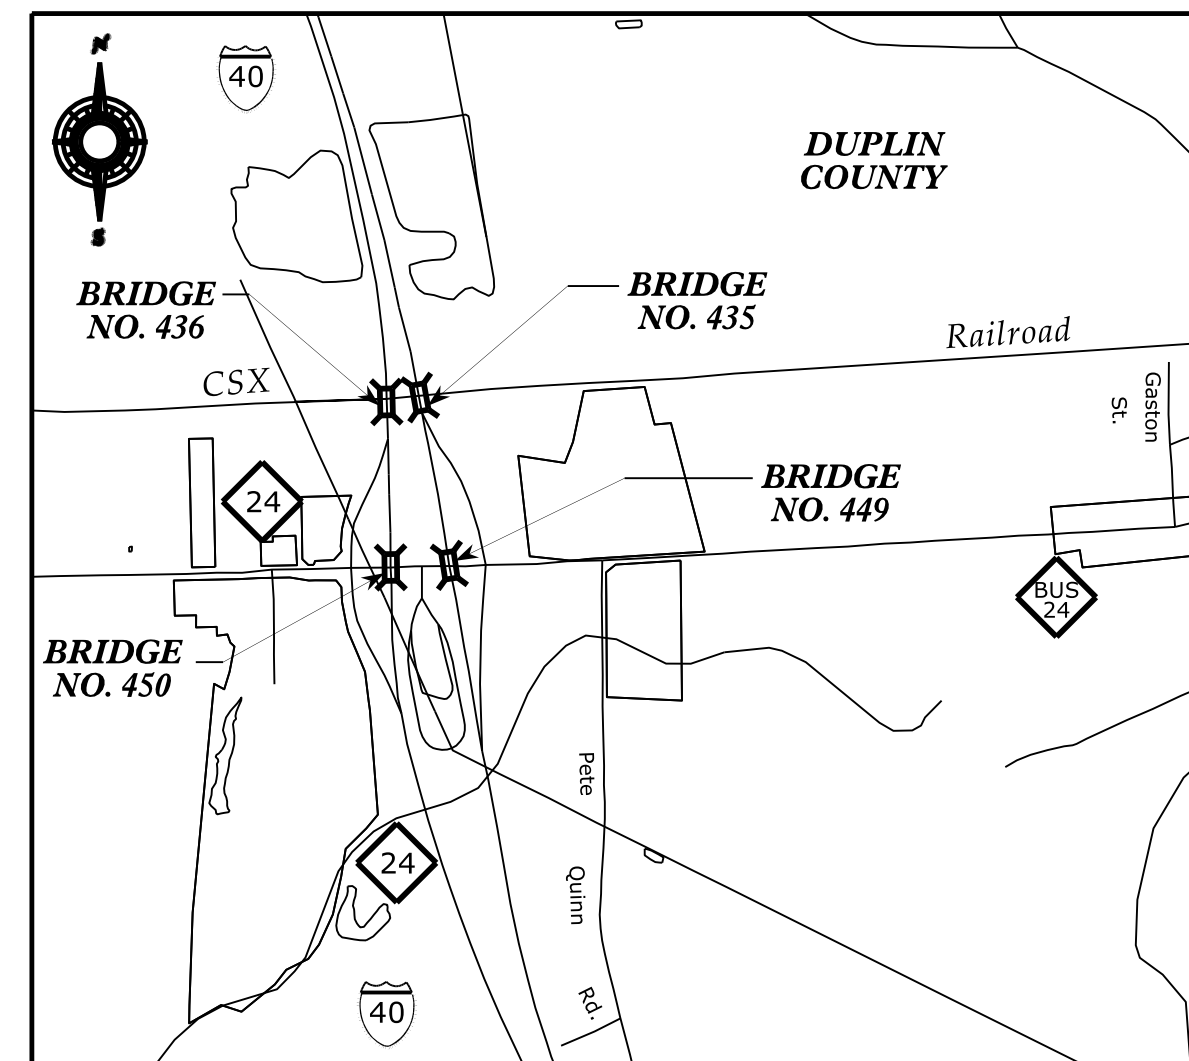 N
40
DUPLIN
COUNTY
S
BRIDGE
NO. 436
BRIDGE
NO. 435
Railroad
CSX
Gaston
St.
24
BRIDGE
NO. 449
BUS
24
BRIDGE
NO. 450
Pete
Quinn
Rd.
24
40